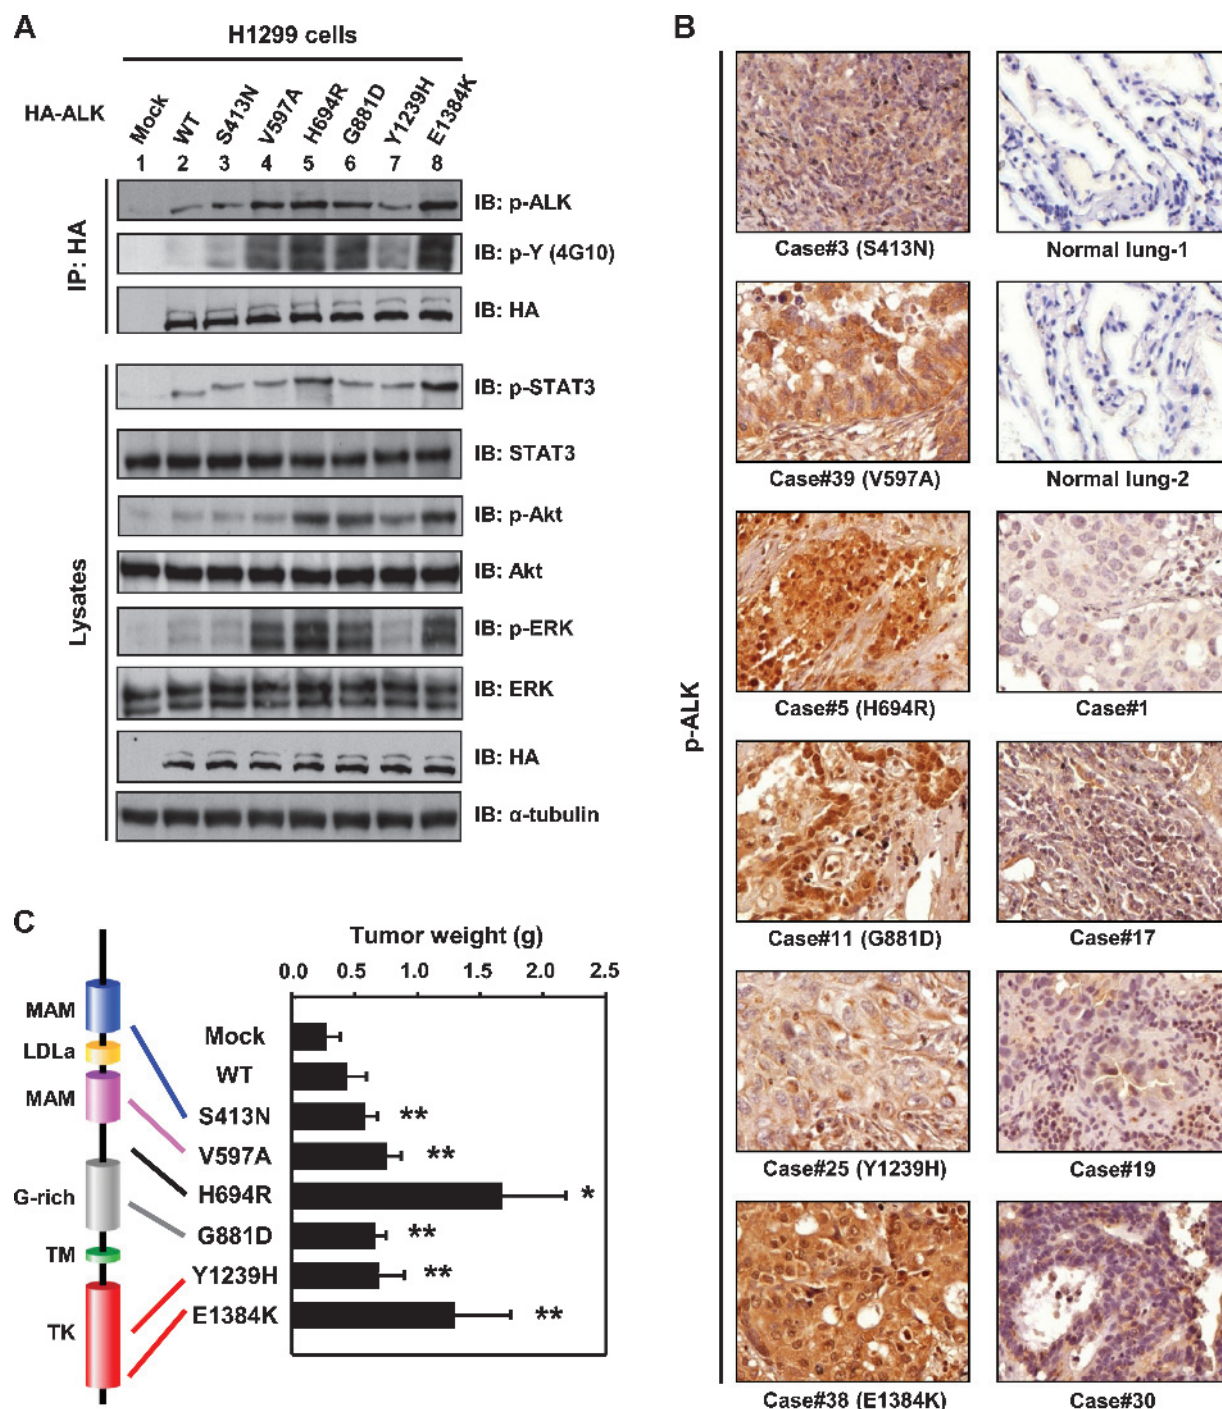 A
H1299 cells
HA-ALK
Mock WT S413N V597A H694R G881D Y1239H E1384K
1 2 3 4 5 6 7 8
IP: HA
IB: p-ALK
IB: p-Y (4G10)
IB: HA
Lysates
IB: p-STAT3
IB: STAT3
IB: p-Akt
IB: Akt
IB: p-ERK
IB: ERK
IB: HA
IB: α-tubulin
B
p-ALK
Case#3 (S413N) Normal lung-1
Case#39 (V597A) Normal lung-2
Case#5 (H694R) Case#1
Case#11 (G881D) Case#17
Case#25 (Y1239H) Case#19
Case#38 (E1384K) Case#30
C
Tumor weight (g)
0.0 0.5 1.0 1.5 2.0 2.5
MAM
LDLa
MAM
G-rich
TM
TK
Mock
WT
S413N **
V597A **
H694R *
G881D **
Y1239H **
E1384K **